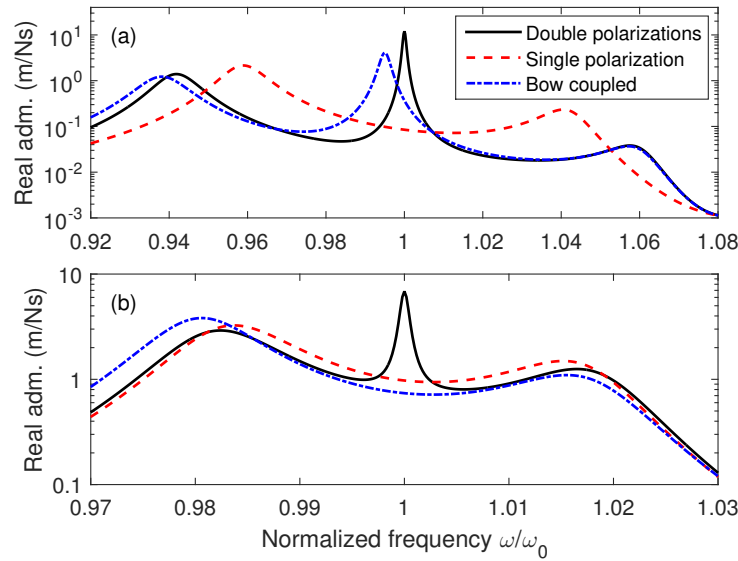 (a)
Double polarizations
Single polarization
Bow coupled
Real adm. (m/Ns)
10^1
10^0
10^-1
10^-2
10^-3
0.92 0.94 0.96 0.98 1 1.02 1.04 1.06 1.08
(b)
Real adm. (m/Ns)
10
1
0.1
0.97 0.98 0.99 1 1.01 1.02 1.03
Normalized frequency ω/ω_0